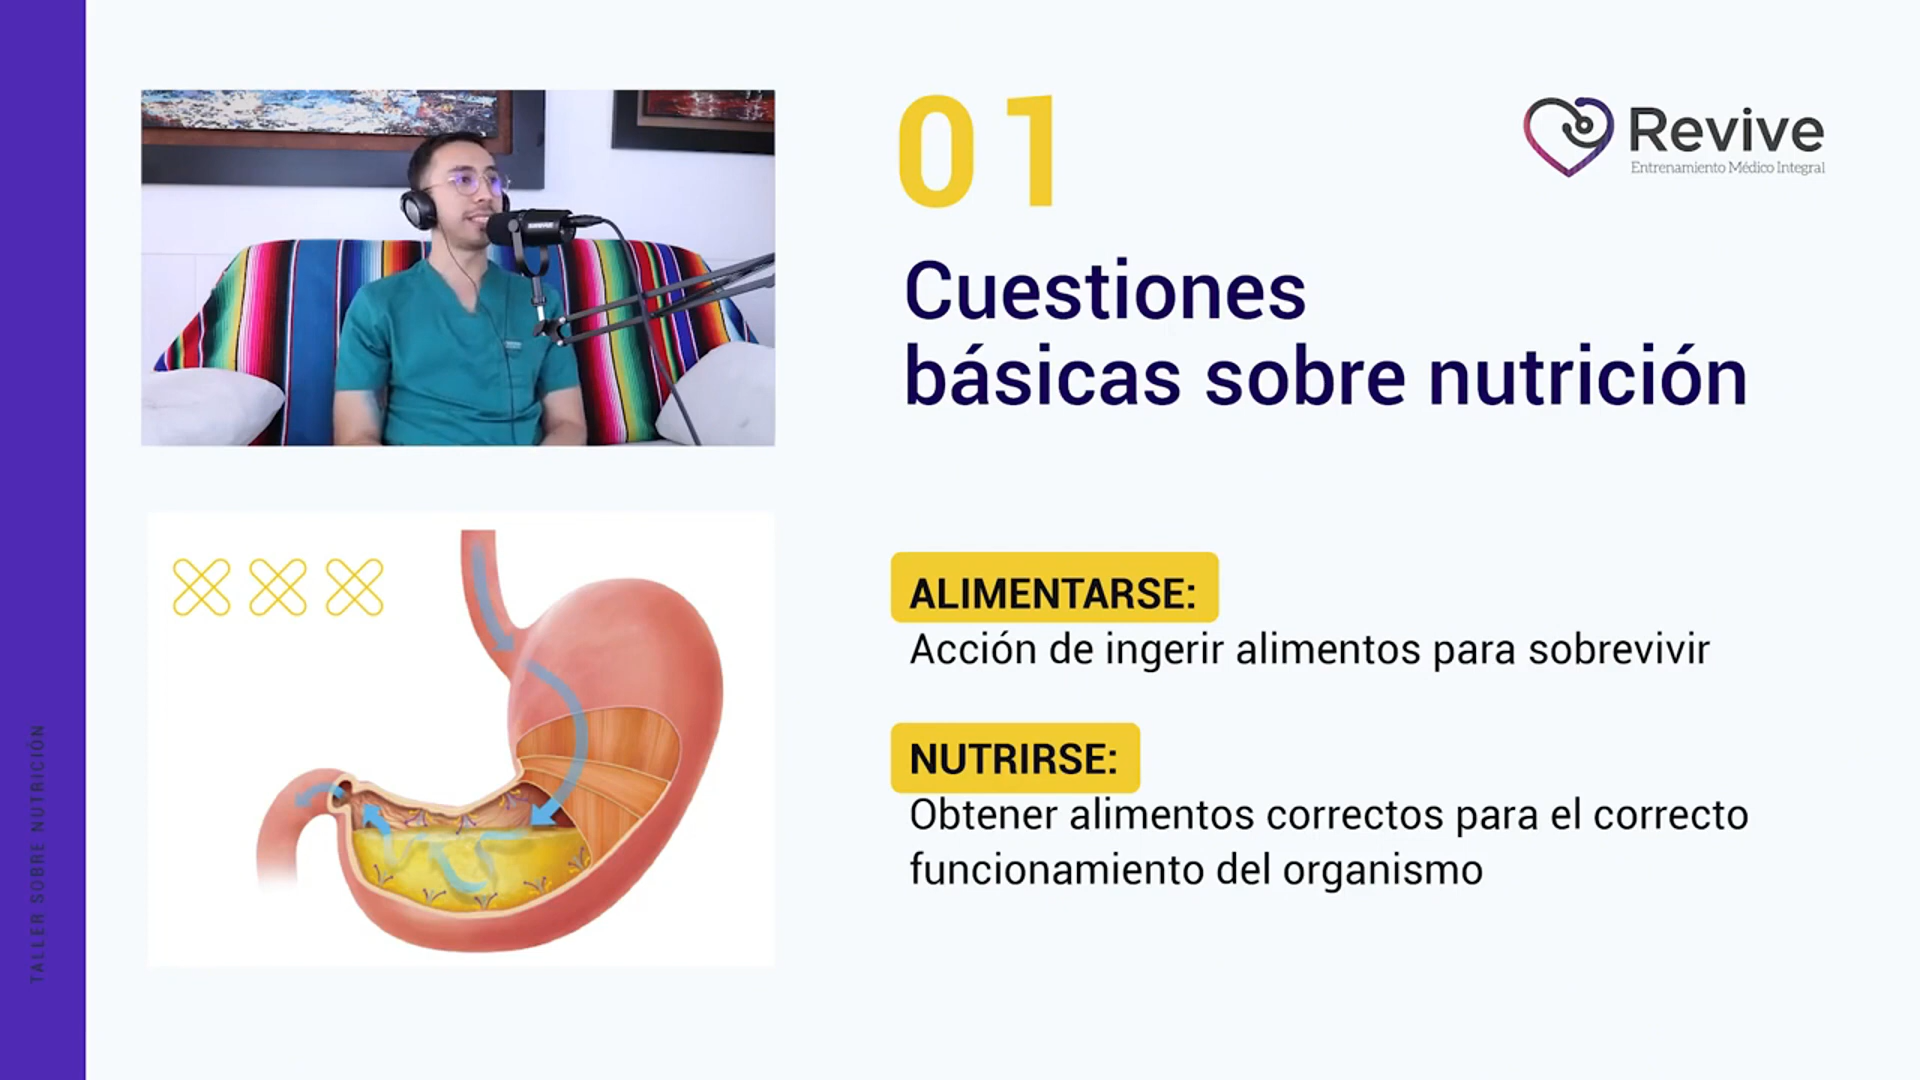 01
Revive
Entrenamiento Médico Integral
Cuestiones
básicas sobre nutrición
ALIMENTARSE:
Acción de ingerir alimentos para sobrevivir
NUTRIRSE:
Obtener alimentos correctos para el correcto
funcionamiento del organismo
TALLER SOBRE NUTRICIÓN